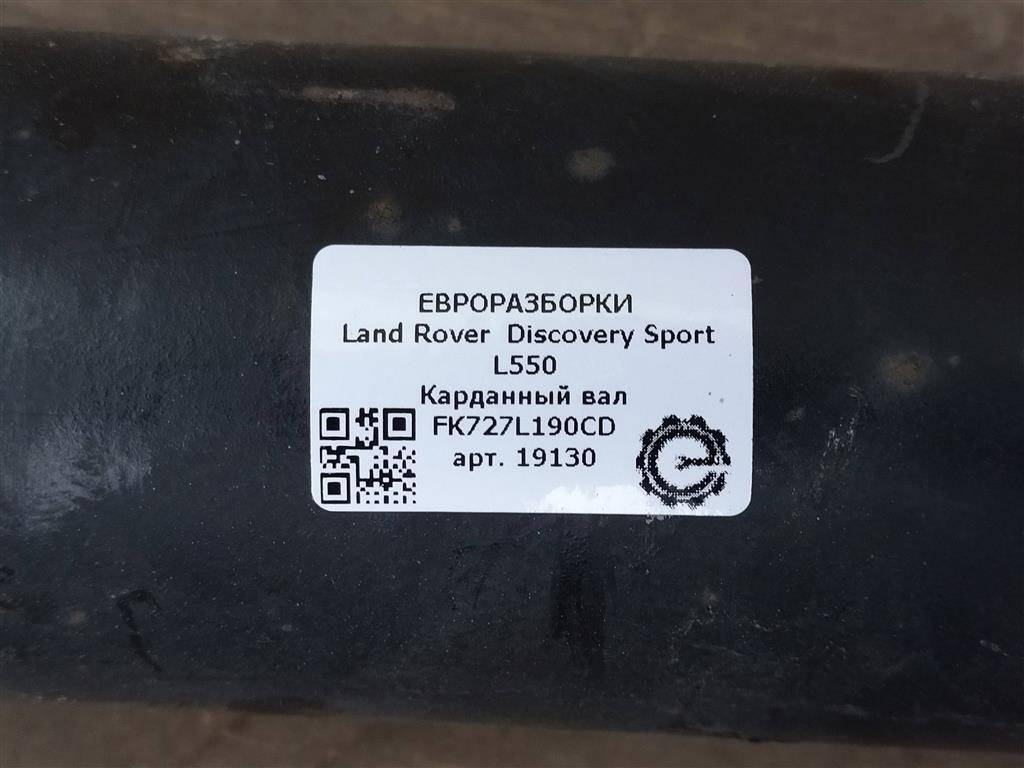 ЕВРОРАЗБОРКИ
Land Rover Discovery Sport
L550
Карданный вал
FK727L190CD
арт. 19130